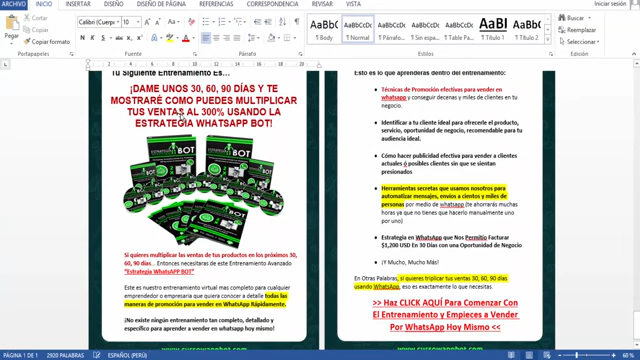 ARCHIVO INICIO INSERTAR DISEÑO DISEÑO DE PÁGINA REFERENCIAS CORRESPONDENCIA REVISAR VISTA Iniciar sesión
Cortar
Copiar
Copiar formato
Pegar
Calibri (Cuerpo)
Portapapeles Fuente Párrafo Estilos Edición
AaBbC AaBbCcDc AaBbCcDc AaBbCcDc AaBI AaBbC
¶ Body ¶ Normal ¶ Párrafo... ¶ Sin Table Par... ¶ Título 1 ¶ Título 2
Buscar
Reemplazar
Seleccionar
Tu Siguiente Entrenamiento Es...
¡DAME UNOS 30, 60, 90 DÍAS Y TE
MOSTRARÉ COMO PUEDES MULTIPLICAR
TUS VENTAS AL 300% USANDO LA
ESTRATEGIA WHATSAPP BOT!
BOT
BOT
Si quieres multiplicar las ventas de tus productos en los próximos 30,
60, 90 días... Entonces necesitaras de este Entrenamiento Avanzado
"Estrategia WhatsAPP BOT"
Este es nuestro entrenamiento virtual mas completo para cualquier
emprendedor o empresaria que quiera conocer a detalle todas las
maneras de promoción para vender en WhatsApp Rápidamente.
¡No existe ningún entrenamiento tan completo, detallado y
específico para aprender a vender en whatsapp hoy mismo!
Esto es lo que aprenderás dentro del entrenamiento:
Técnicas de Promoción efectivas para vender en
whatsapp y conseguir decenas y miles de clientes en tu
negocio.
Identificar a tu cliente ideal para ofrecerle el producto,
servicio, oportunidad de negocio, recomendable para tu
audiencia ideal.
Cómo hacer publicidad efectiva para vender a clientes
actuales ó posibles clientes sin que se sientan
presionados
Herramientas secretas que usamos nosotros para
automatizar mensajes, envíos a cientos y miles de
personas por medio de whatsapp (te ahorrarás muchas
horas ya que no tienes que hacerlo manualmente uno
por uno)
Estrategia en WhatsApp que Nos Permitío Facturar
$1,200 USD En 30 Días con una Oportunidad de Negocio
¡Y Mucho, Mucho Más!
En Otras Palabras, si quieres triplicar tus ventas 30, 60, 90 días
usando WhatsApp, eso es exactamente lo que necesitas.
>> Haz CLICK AQUÍ Para Comenzar Con
El Entrenamiento y Empieces a Vender
Por WhatsApp Hoy Mismo <<
PÁGINA 1 DE 1 2920 PALABRAS ESPAÑOL (PERÚ) 60 %